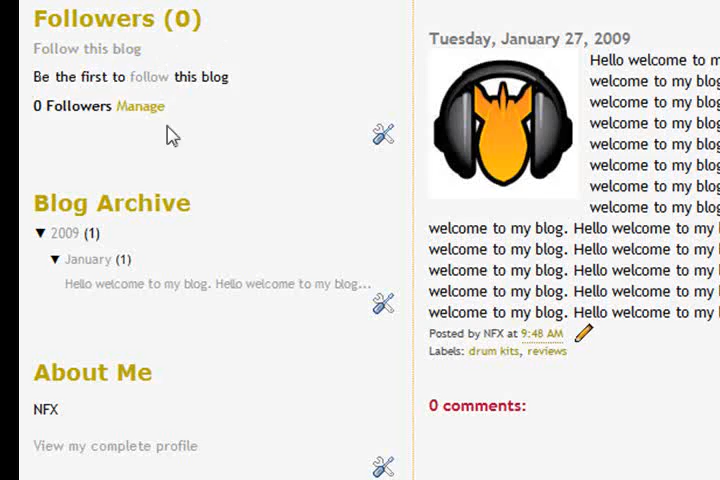 Followers (0)
Follow this blog
Be the first to follow this blog
0 Followers Manage
Blog Archive
▼ 2009 (1)
▼ January (1)
Hello welcome to my blog. Hello welcome to my blog...
About Me
NFX
View my complete profile
Tuesday, January 27, 2009
Hello welcome to m
welcome to my blog
welcome to my blog
welcome to my blog
welcome to my blog
welcome to my blog
welcome to my blog
welcome to my blog
welcome to my blog. Hello welcome to my
welcome to my blog. Hello welcome to my
welcome to my blog. Hello welcome to my
welcome to my blog. Hello welcome to my
welcome to my blog. Hello welcome to my
Posted by NFX at 9:48 AM
Labels: drum kits, reviews
0 comments: